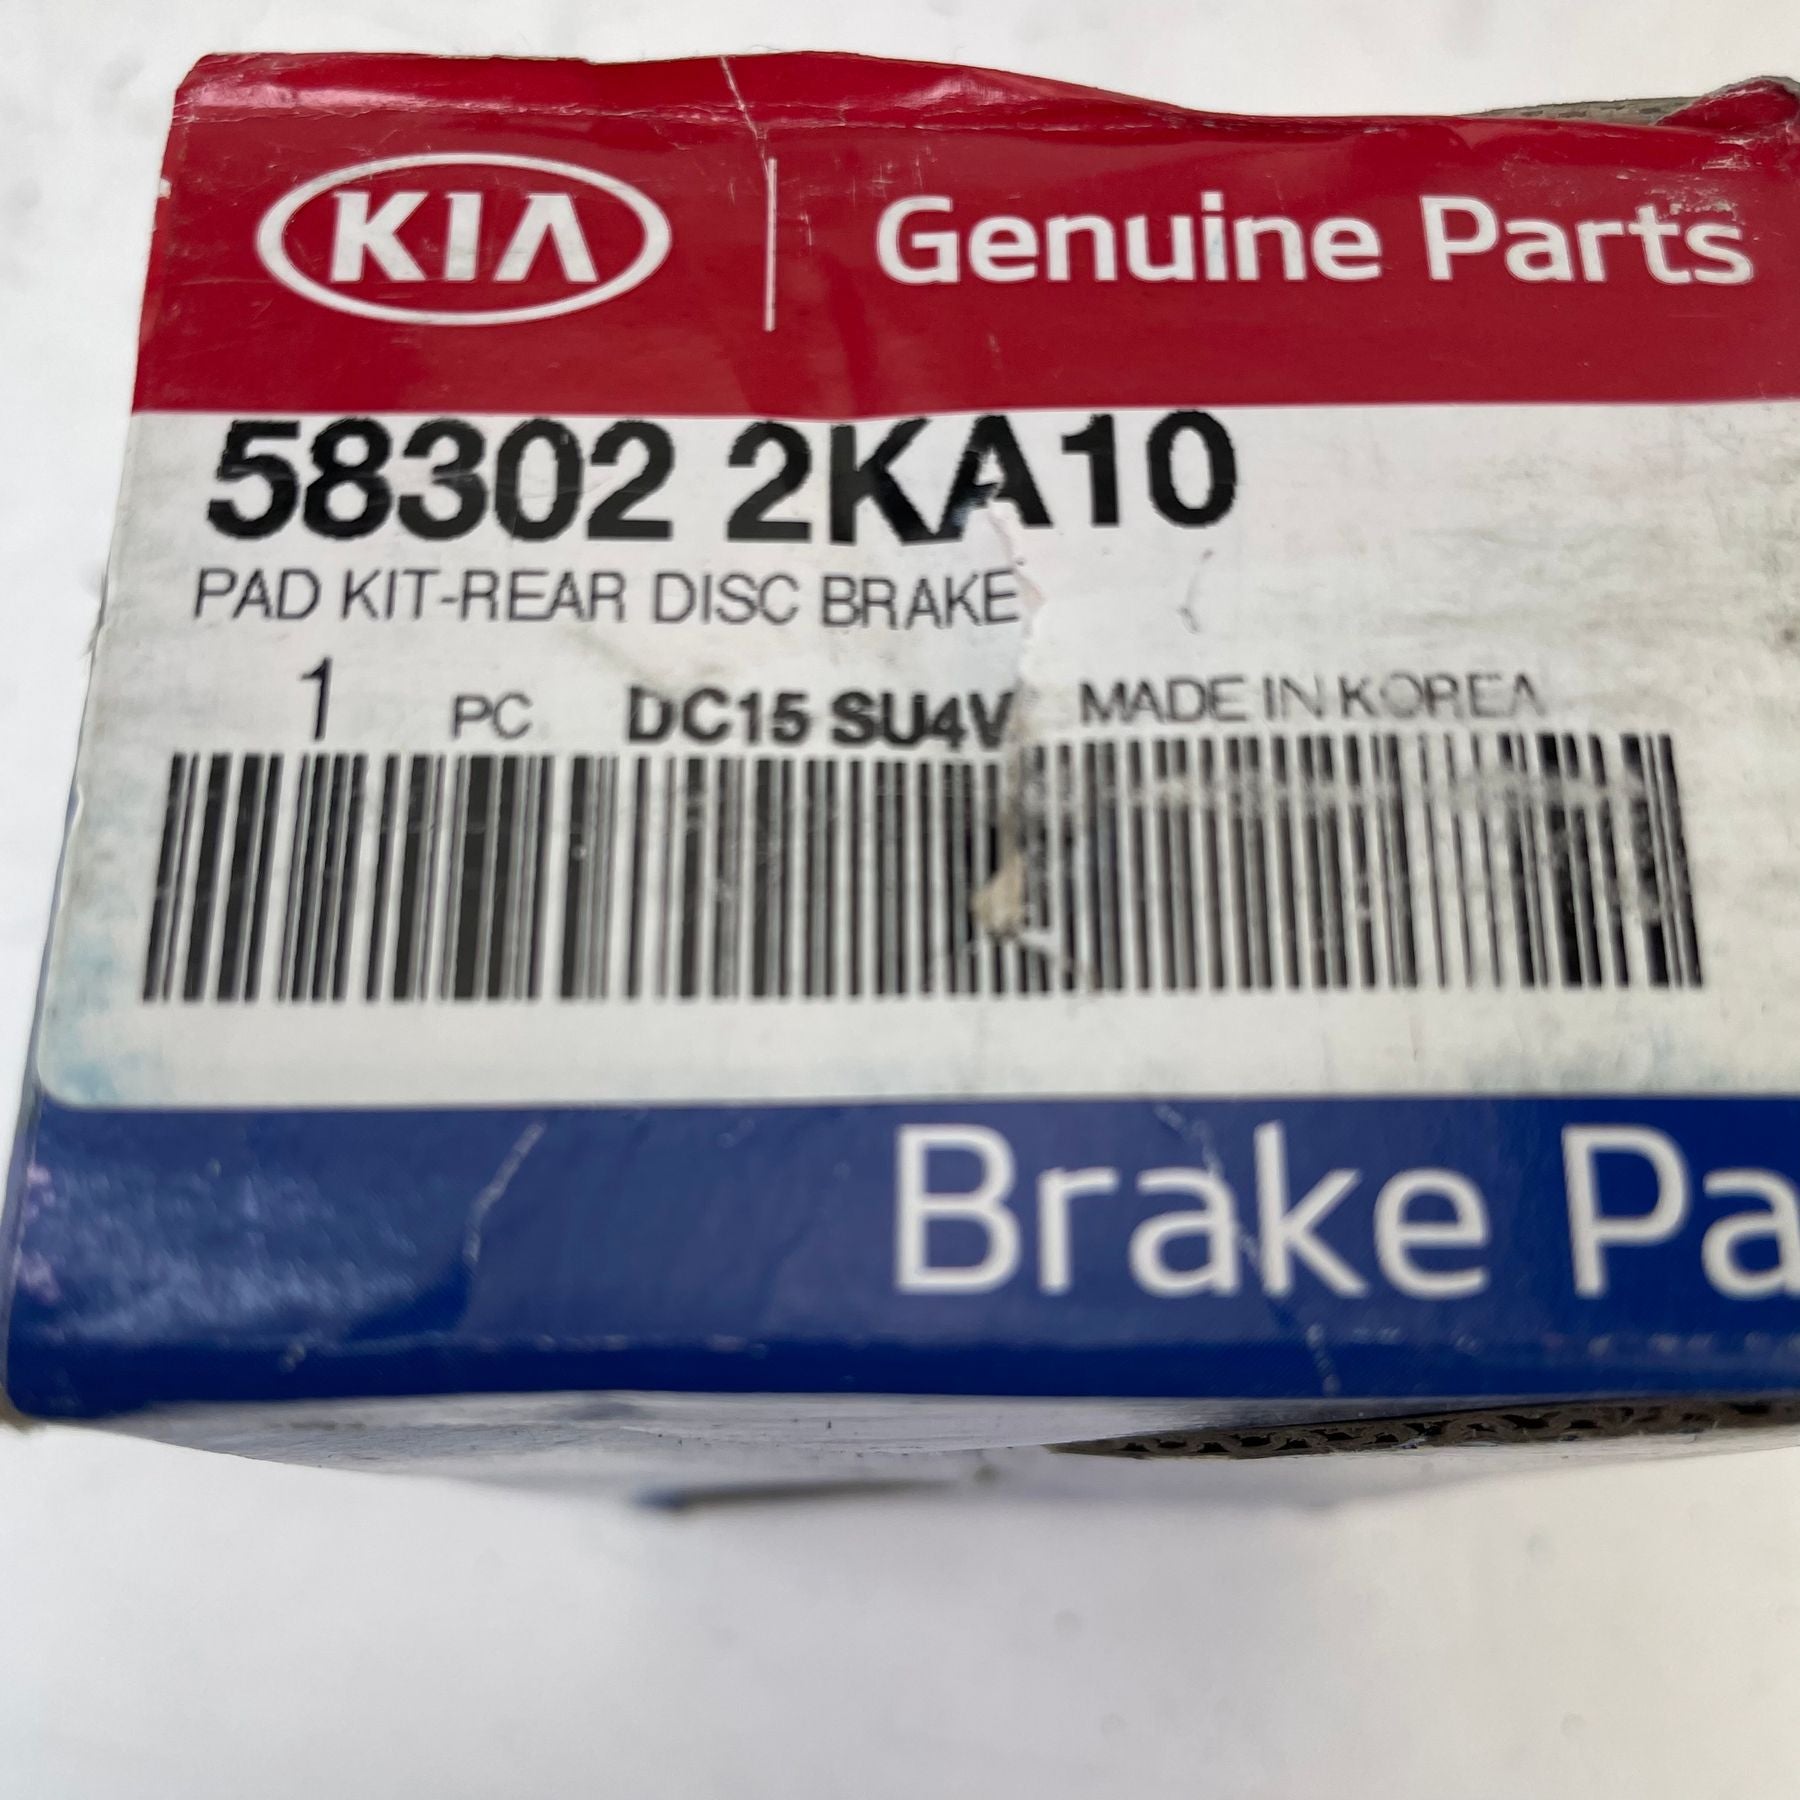 KIA Genuine Parts
58302 2KA10
PAD KIT-REAR DISC BRAKE
1 PC DC15 SU4V MADE IN KOREA
Brake Pa